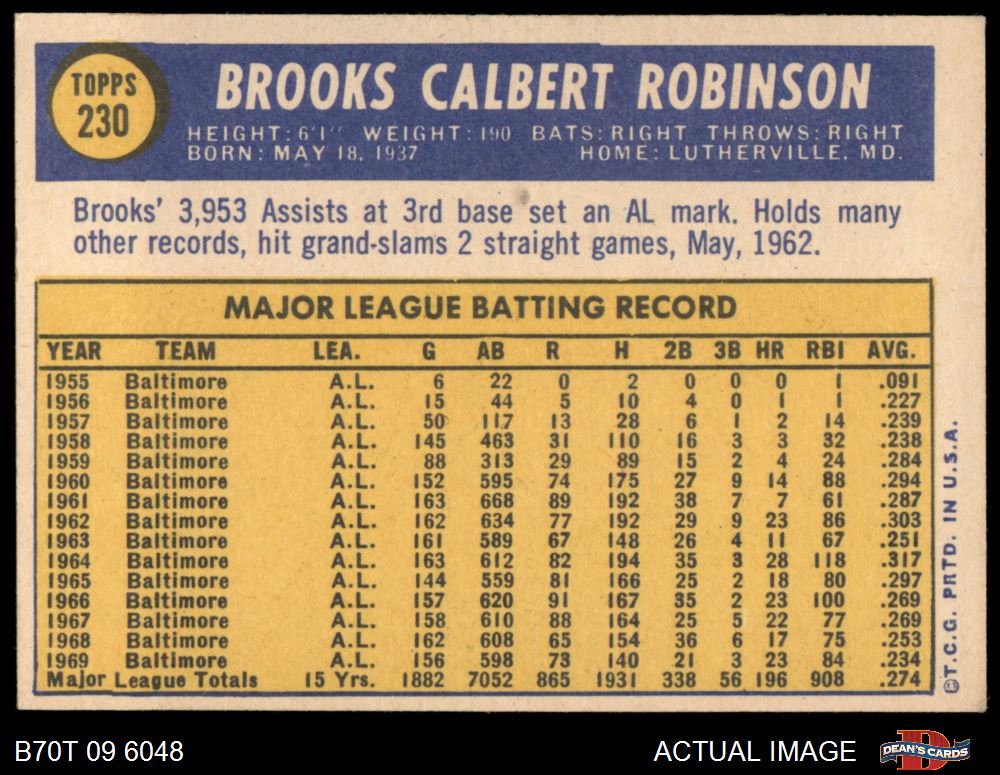 TOPPS
230
BROOKS CALBERT ROBINSON
HEIGHT: 6'1" WEIGHT: 190 BATS: RIGHT THROWS: RIGHT
BORN: MAY 18, 1937 HOME: LUTHERVILLE, MD.
Brooks' 3,953 Assists at 3rd base set an AL mark. Holds many
other records, hit grand-slams 2 straight games, May, 1962.
MAJOR LEAGUE BATTING RECORD
YEAR TEAM LEA. G AB R H 2B 3B HR RBI AVG.
1955 Baltimore A.L. 6 22 0 2 0 0 0 1 .091
1956 Baltimore A.L. 15 44 5 10 4 0 1 1 .227
1957 Baltimore A.L. 50 117 13 28 6 1 2 14 .239
1958 Baltimore A.L. 145 463 31 110 16 3 3 32 .238
1959 Baltimore A.L. 88 313 29 89 15 2 4 24 .284
1960 Baltimore A.L. 152 595 74 175 27 9 14 88 .294
1961 Baltimore A.L. 163 668 89 192 38 7 7 61 .287
1962 Baltimore A.L. 162 634 77 192 29 9 23 86 .303
1963 Baltimore A.L. 161 589 67 148 26 4 11 67 .251
1964 Baltimore A.L. 163 612 82 194 35 3 28 118 .317
1965 Baltimore A.L. 144 559 81 166 25 2 18 80 .297
1966 Baltimore A.L. 157 620 91 167 35 2 23 100 .269
1967 Baltimore A.L. 158 610 88 164 25 5 22 77 .269
1968 Baltimore A.L. 162 608 65 154 36 6 17 75 .253
1969 Baltimore A.L. 156 598 73 140 21 3 23 84 .234
Major League Totals 15 Yrs. 1882 7052 865 1931 338 56 196 908 .274
©T.C.G. PRTD. IN U.S.A.
B70T 09 6048
ACTUAL IMAGE
D
DEAN'S CARDS